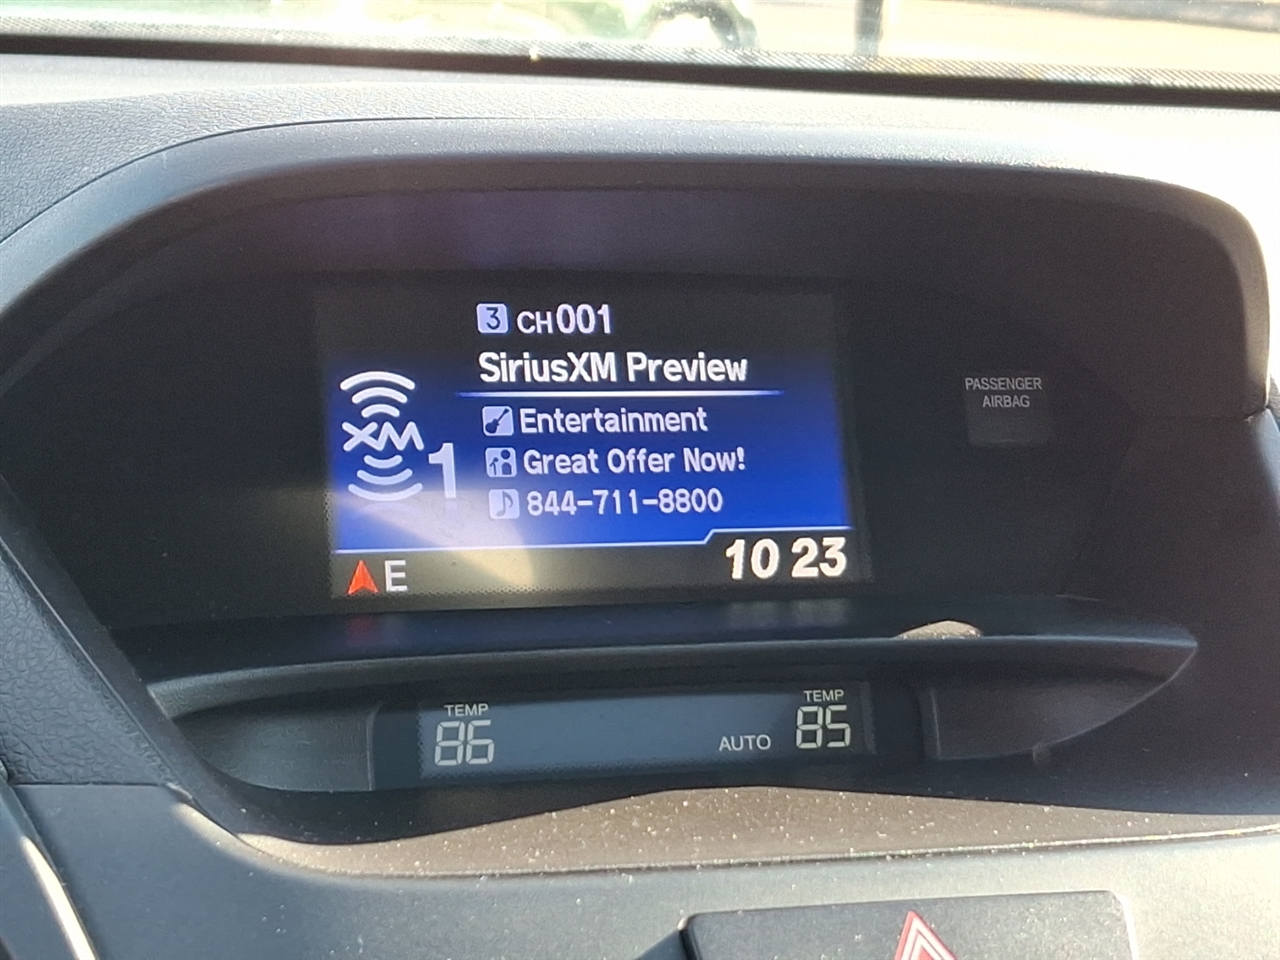 3 CH001
SiriusXM Preview
XM 1
Entertainment
Great Offer Now!
844-711-8800
E
10 23
PASSENGER
AIRBAG
TEMP
86
AUTO
TEMP
85